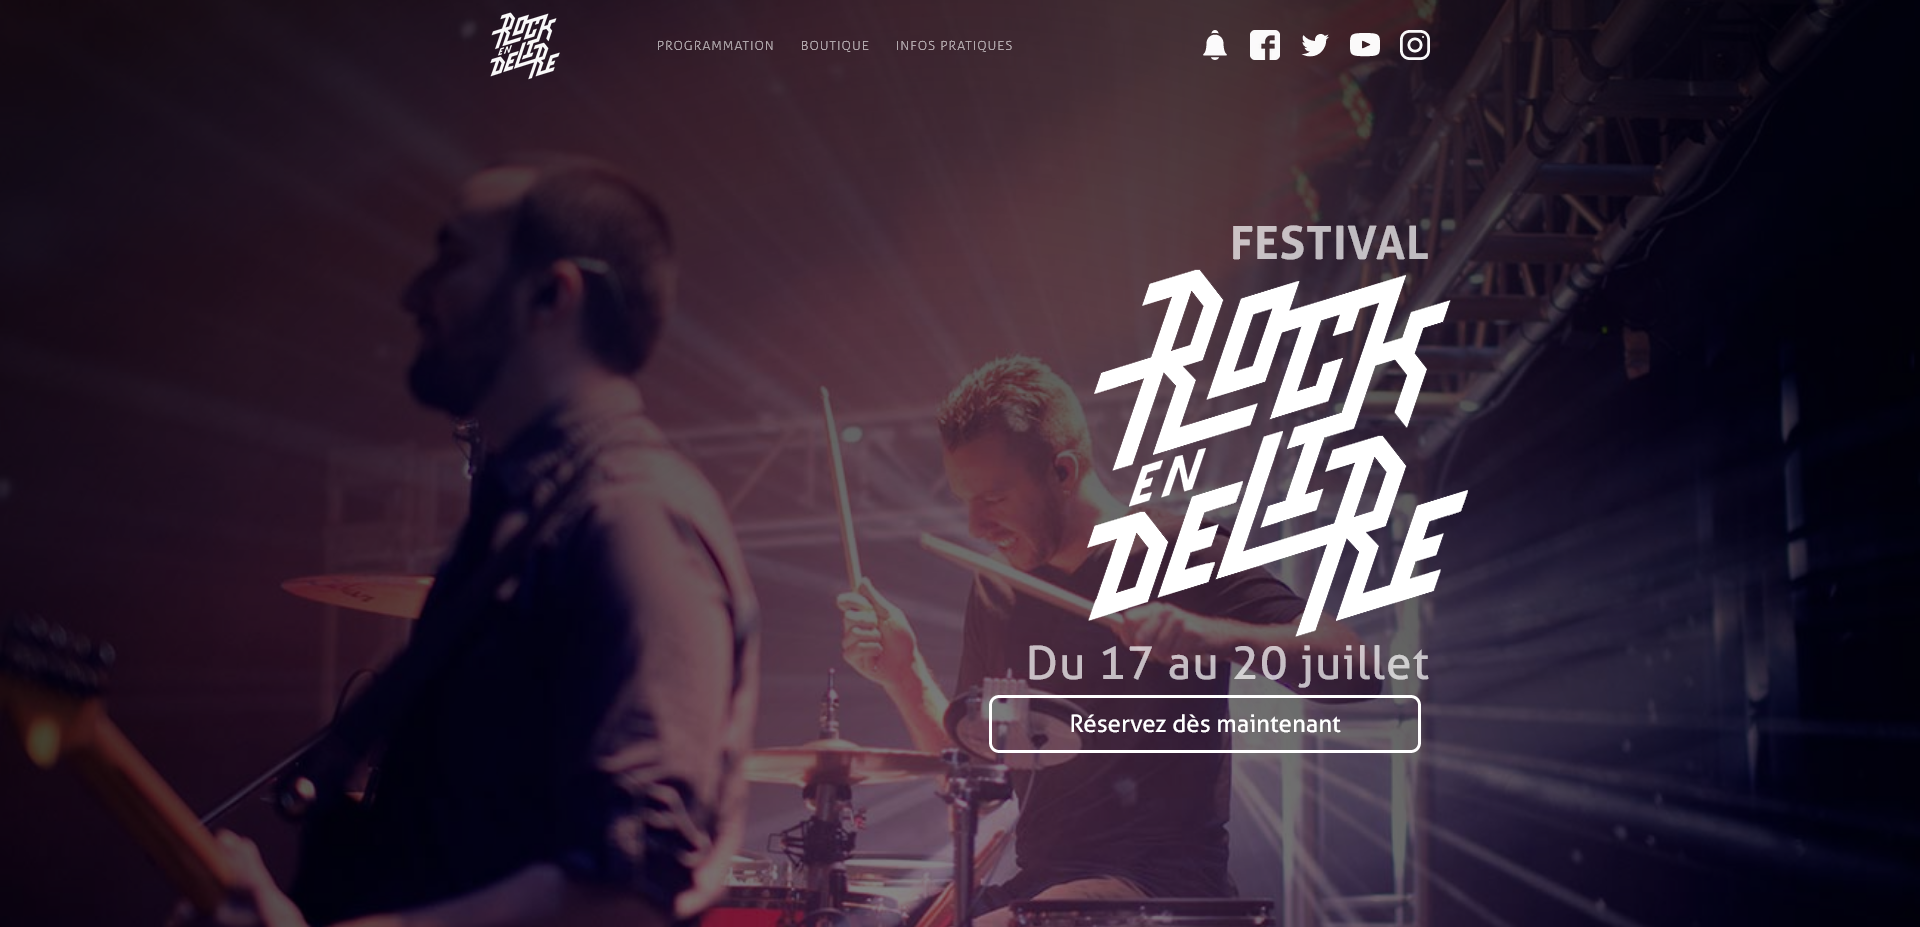 ROCK
EN
DELIRE
PROGRAMMATION BOUTIQUE INFOS PRATIQUES
FESTIVAL
ROCK
EN
DELIRE
Du 17 au 20 juillet
Réservez dès maintenant